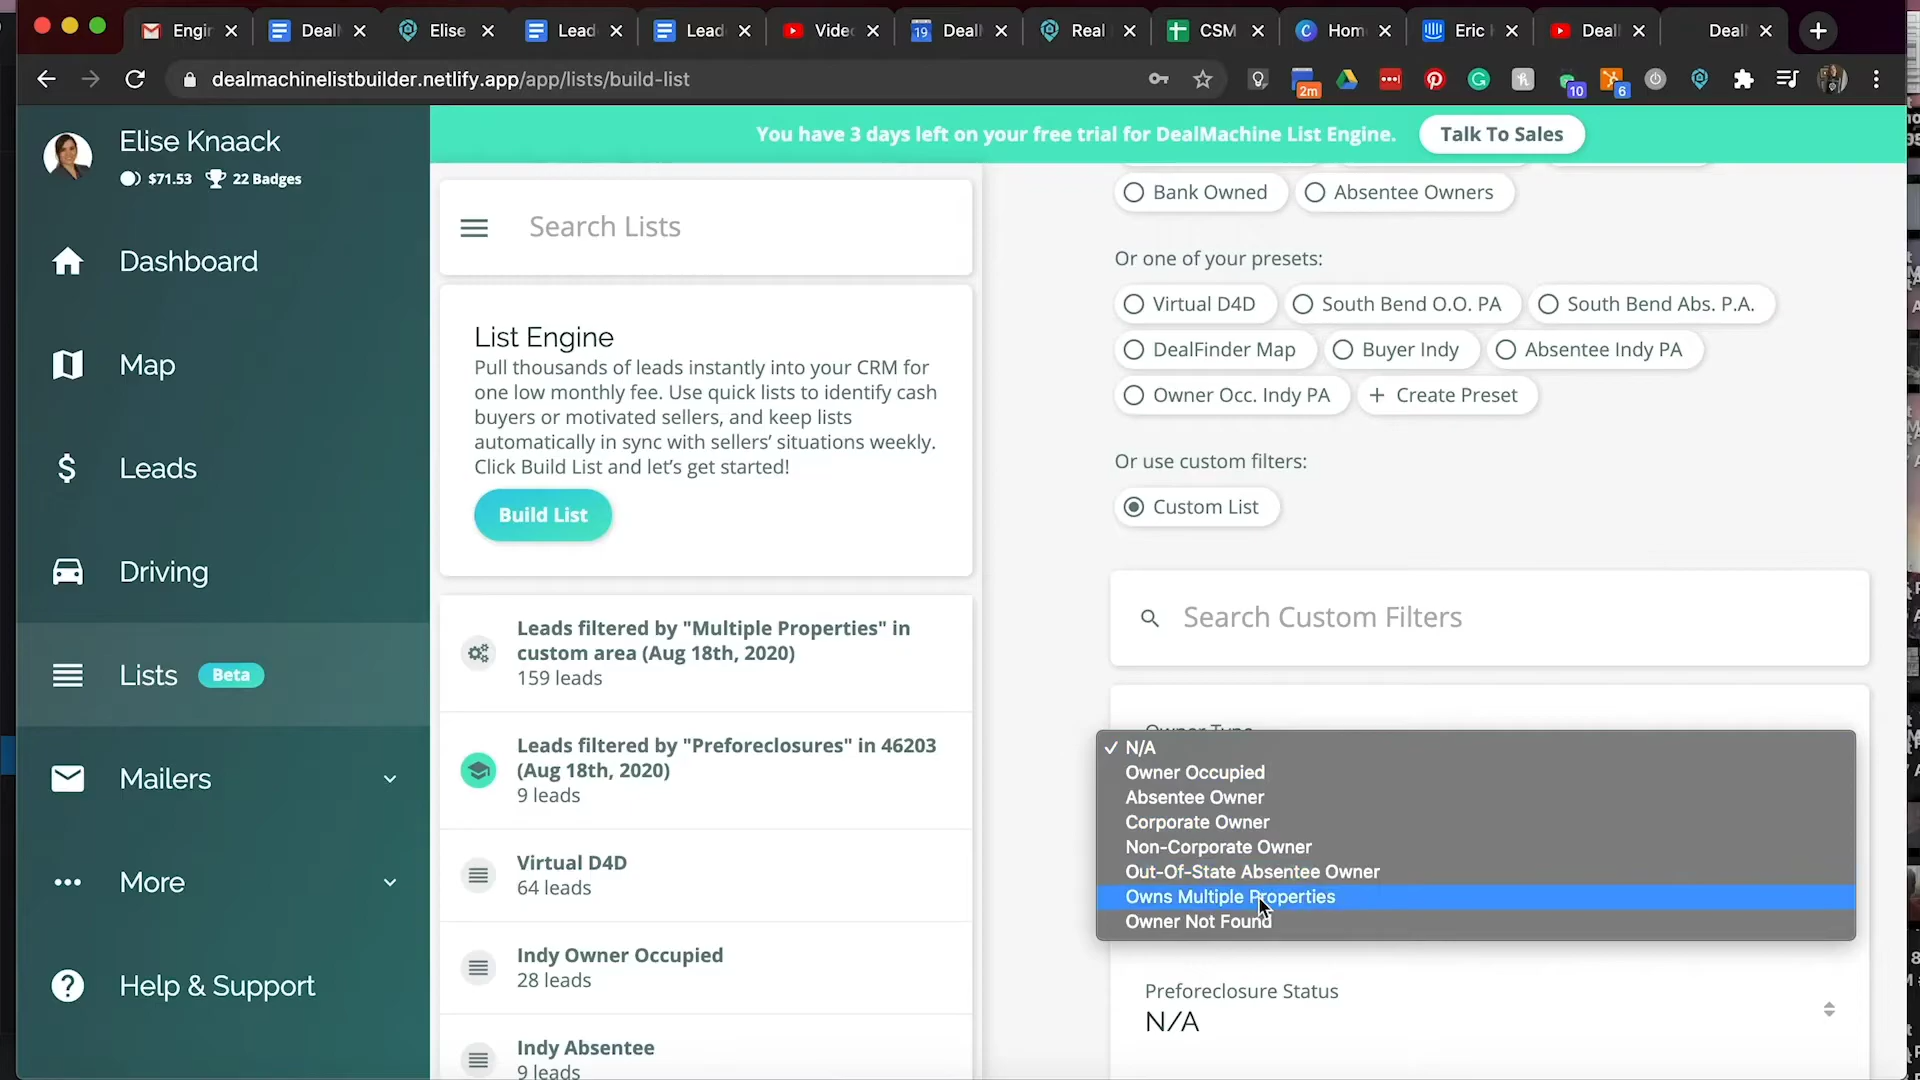 Engir
Deal
Elise
Lead
Lead
Vide
19
Deal
Real
CSM
Hom
Eric
Deal
Deal
dealmachinelistbuilder.netlify.app/app/lists/build-list
2m
10
6
Elise Knaack
$71.53
22 Badges
You have 3 days left on your free trial for DealMachine List Engine.
Talk To Sales
Dashboard
Map
Leads
Driving
Lists
Beta
Mailers
More
Help & Support
Search Lists
List Engine
Pull thousands of leads instantly into your CRM for
one low monthly fee. Use quick lists to identify cash
buyers or motivated sellers, and keep lists
automatically in sync with sellers’ situations weekly.
Click Build List and let’s get started!
Build List
Leads filtered by "Multiple Properties" in
custom area (Aug 18th, 2020)
159 leads
Leads filtered by "Preforeclosures" in 46203
(Aug 18th, 2020)
9 leads
Virtual D4D
64 leads
Indy Owner Occupied
28 leads
Indy Absentee
9 leads
Bank Owned
Absentee Owners
Or one of your presets:
Virtual D4D
South Bend O.O. PA
South Bend Abs. P.A.
DealFinder Map
Buyer Indy
Absentee Indy PA
Owner Occ. Indy PA
+ Create Preset
Or use custom filters:
Custom List
Search Custom Filters
Owner Type
✓ N/A
Owner Occupied
Absentee Owner
Corporate Owner
Non-Corporate Owner
Out-Of-State Absentee Owner
Owns Multiple Properties
Owner Not Found
Preforeclosure Status
N/A